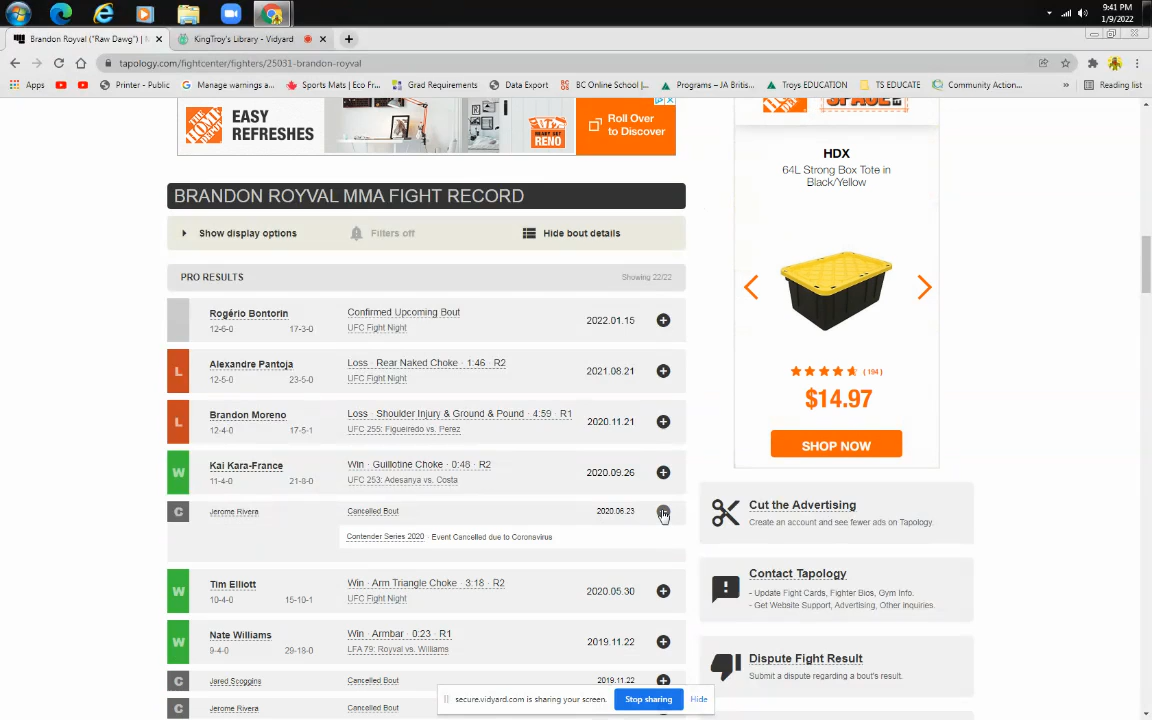 9:41 PM
1/9/2022
Brandon Royval ("Raw Dawg") | M
KingTroy's Library - Vidyard
tapology.com/fightcenter/fighters/25031-brandon-royval
Apps
Printer - Public
Manage warnings a...
Sports Mats | Eco Fr...
Grad Requirements
Data Export
BC Online School |...
Programs – JA Britis...
Troys EDUCATION
TS EDUCATE
Community Action...
»
Reading list
THE HOME DEPOT
EASY
REFRESHES
READY SET
RENO
Roll Over
to Discover
SPACE
HDX
64L Strong Box Tote in
Black/Yellow
(194)
$14.97
SHOP NOW
BRANDON ROYVAL MMA FIGHT RECORD
Show display options
Filters off
Hide bout details
PRO RESULTS
Showing 22/22
Rogério Bontorin
Confirmed Upcoming Bout
2022.01.15
12-6-0
17-3-0
UFC Fight Night
L
Alexandre Pantoja
Loss · Rear Naked Choke · 1:46 · R2
2021.08.21
12-5-0
23-5-0
UFC Fight Night
L
Brandon Moreno
Loss · Shoulder Injury & Ground & Pound · 4:59 · R1
2020.11.21
12-4-0
17-5-1
UFC 255: Figueiredo vs. Perez
W
Kai Kara-France
Win · Guillotine Choke · 0:48 · R2
2020.09.26
11-4-0
21-8-0
UFC 253: Adesanya vs. Costa
C
Jerome Rivera
Cancelled Bout
2020.06.23
Contender Series 2020 · Event Cancelled due to Coronavirus
W
Tim Elliott
Win · Arm Triangle Choke · 3:18 · R2
2020.05.30
10-4-0
15-10-1
UFC Fight Night
W
Nate Williams
Win · Armbar · 0:23 · R1
2019.11.22
9-4-0
29-18-0
LFA 79: Royval vs. Williams
C
Jared Scoggins
Cancelled Bout
2019.11.22
C
Jerome Rivera
Cancelled Bout
Cut the Advertising
Create an account and see fewer ads on Tapology.
Contact Tapology
- Update Fight Cards, Fighter Bios, Gym Info.
- Get Website Support, Advertising, Other Inquiries.
Dispute Fight Result
Submit a dispute regarding a bout's result.
secure.vidyard.com is sharing your screen.
Stop sharing
Hide